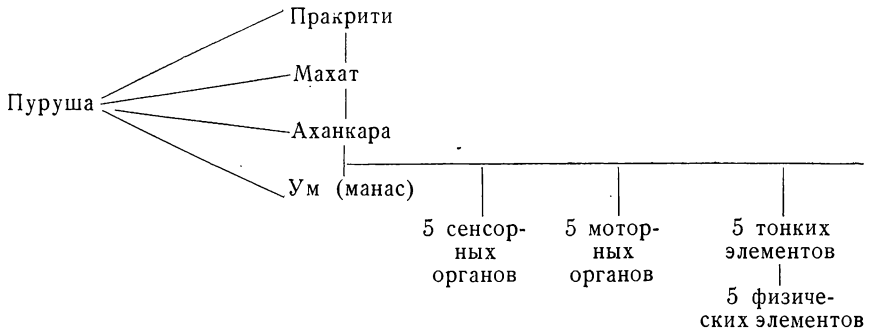 Пракрити
Махат
Пуруша
Аханкара
Ум (манас)
5 сенсор-
ных
органов
5 мотор-
ных
органов
5 тонких
элементов
5 физиче-
ских элементов